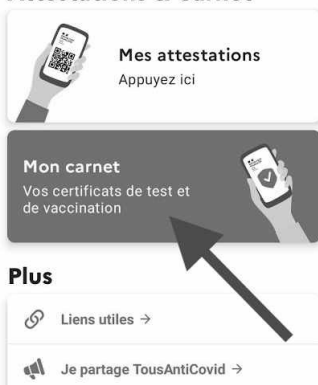 Mes attestations
Appuyez ici
Mon carnet
Vos certificats de test et
de vaccination
Plus
Liens utiles →
Je partage TousAntiCovid →